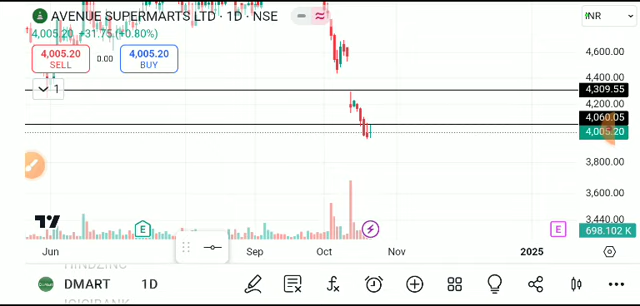 AVENUE SUPERMARTS LTD · 1D · NSE
INR
4,005.20 +31.75 (+0.80%)
4,005.20
SELL
0.00
4,005.20
BUY
1
4,600.00
4,400.00
4,309.55
4,200.00
4,060.05
4,005.20
3,800.00
3,600.00
3,440.00
698.102 K
E
E
Jun
Sep
Oct
Nov
2025
HINDZINC
DMART 1D
ICICIBANK